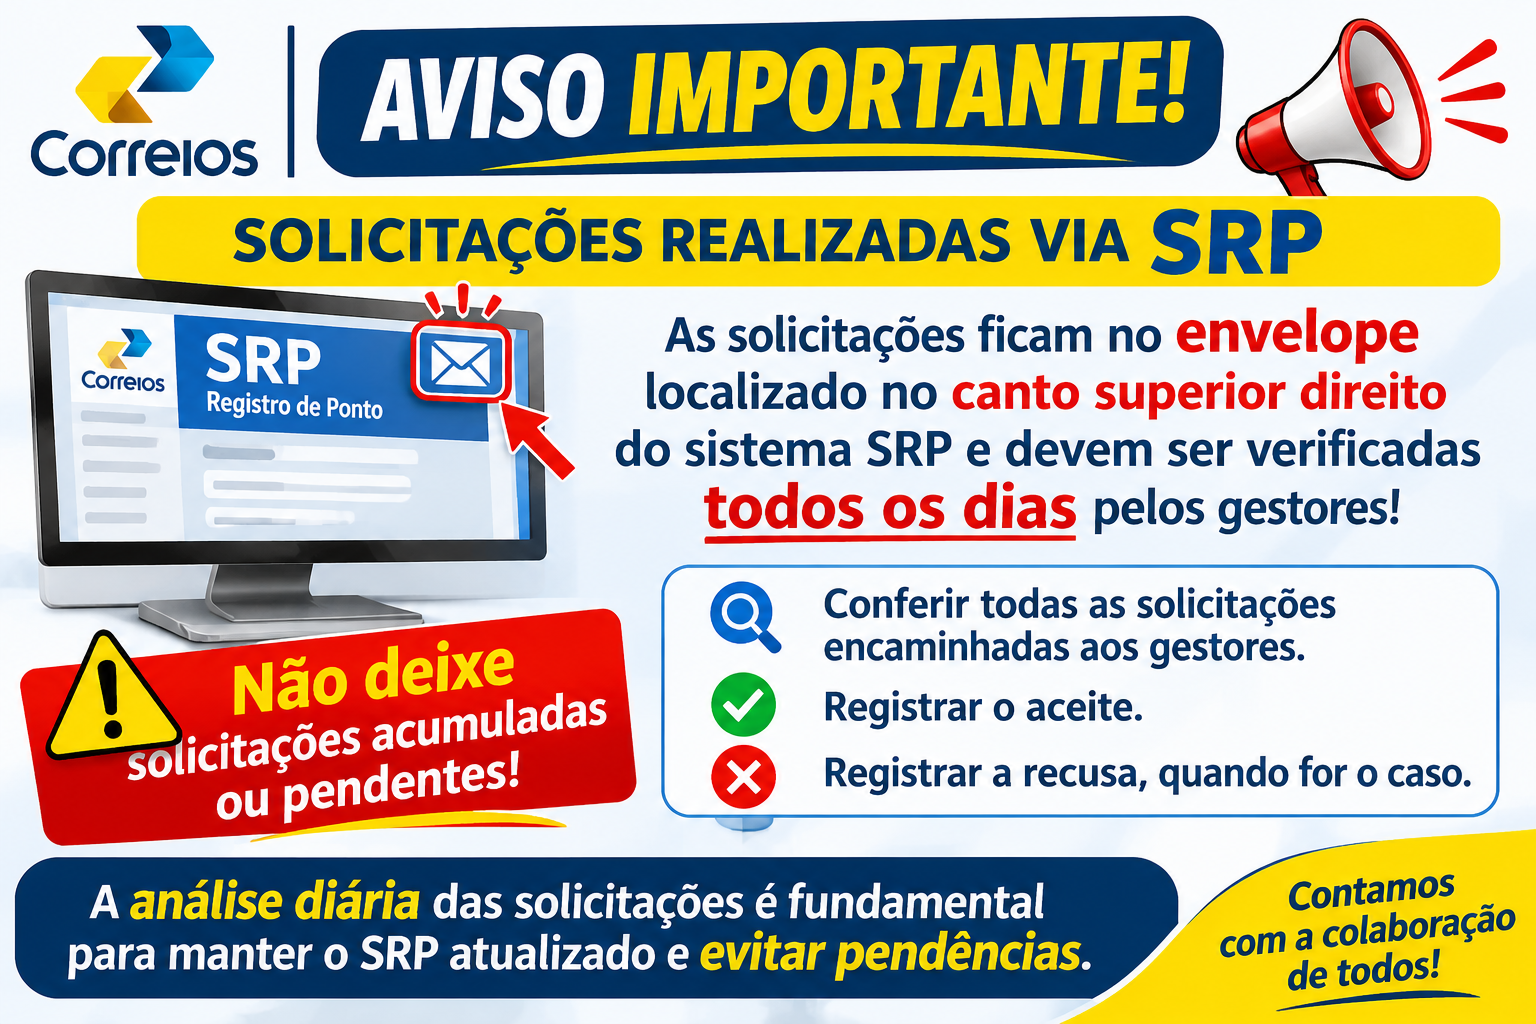 Correios
AVISO IMPORTANTE!
SOLICITAÇÕES REALIZADAS VIA SRP
Correios
SRP
Registro de Ponto
As solicitações ficam no envelope
localizado no canto superior direito
do sistema SRP e devem ser verificadas
todos os dias pelos gestores!
Conferir todas as solicitações
encaminhadas aos gestores.
Registrar o aceite.
Registrar a recusa, quando for o caso.
Não deixe
solicitações acumuladas
ou pendentes!
A análise diária das solicitações é fundamental
para manter o SRP atualizado e evitar pendências.
Contamos
com a colaboração
de todos!